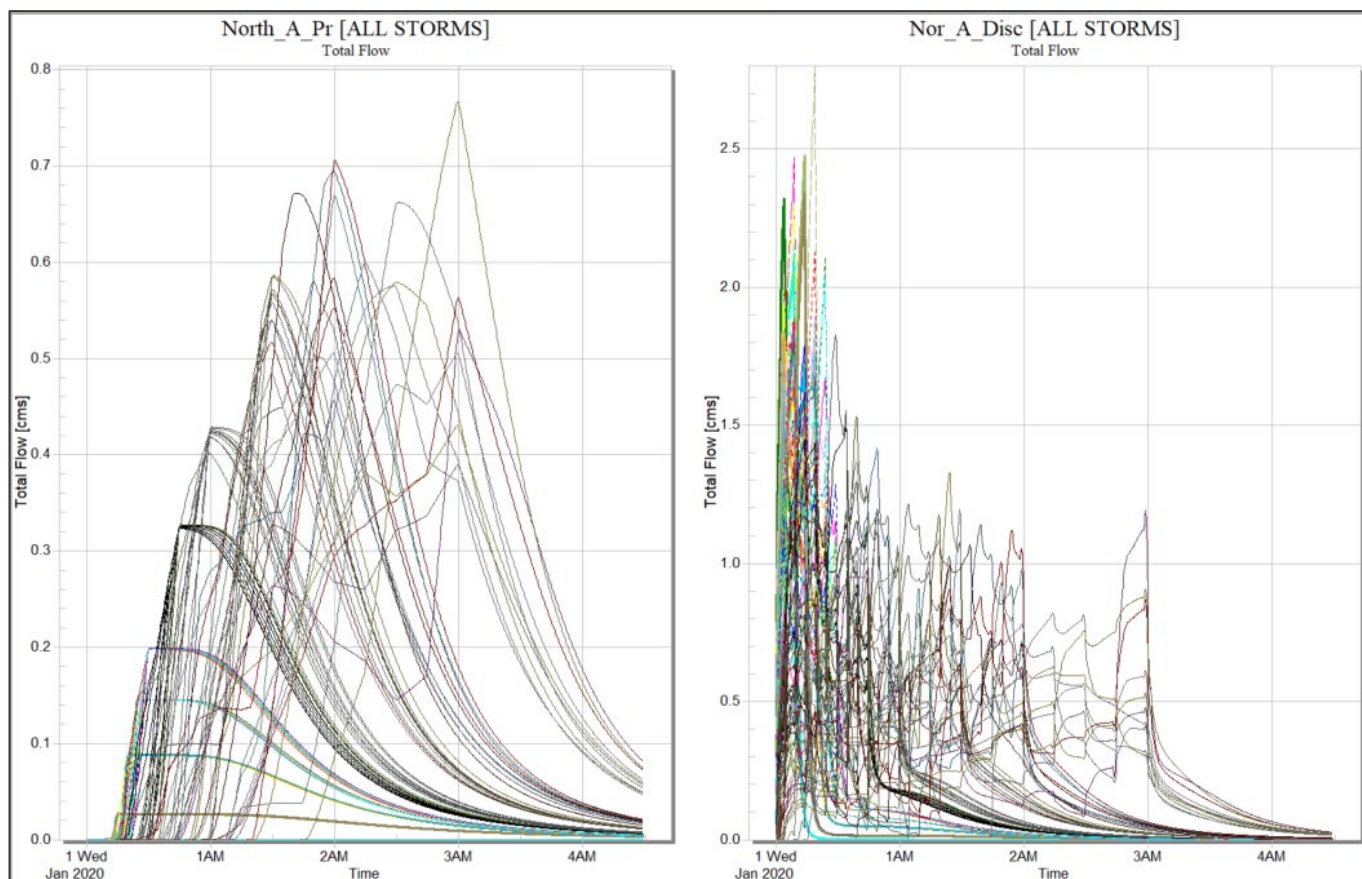 North_A_Pr [ALL STORMS]
Total Flow
0.8
0.7
0.6
0.5
0.4
0.3
0.2
0.1
0.0
Total Flow [cms]
1 Wed 1AM 2AM 3AM 4AM
Jan 2020 Time
Nor_A_Disc [ALL STORMS]
Total Flow
2.5
2.0
1.5
1.0
0.5
0.0
Total Flow [cms]
1 Wed 1AM 2AM 3AM 4AM
Jan 2020 Time